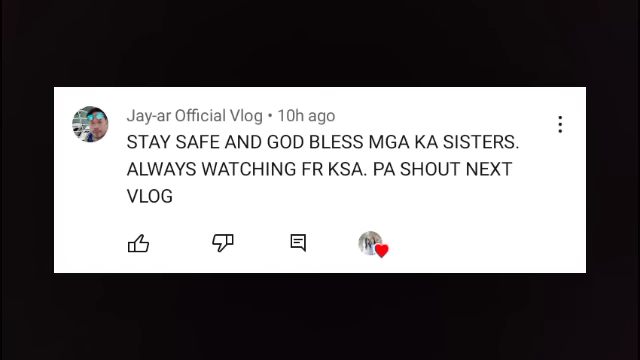 Jay-ar Official Vlog • 10h ago
STAY SAFE AND GOD BLESS MGA KA SISTERS.
ALWAYS WATCHING FR KSA. PA SHOUT NEXT
VLOG